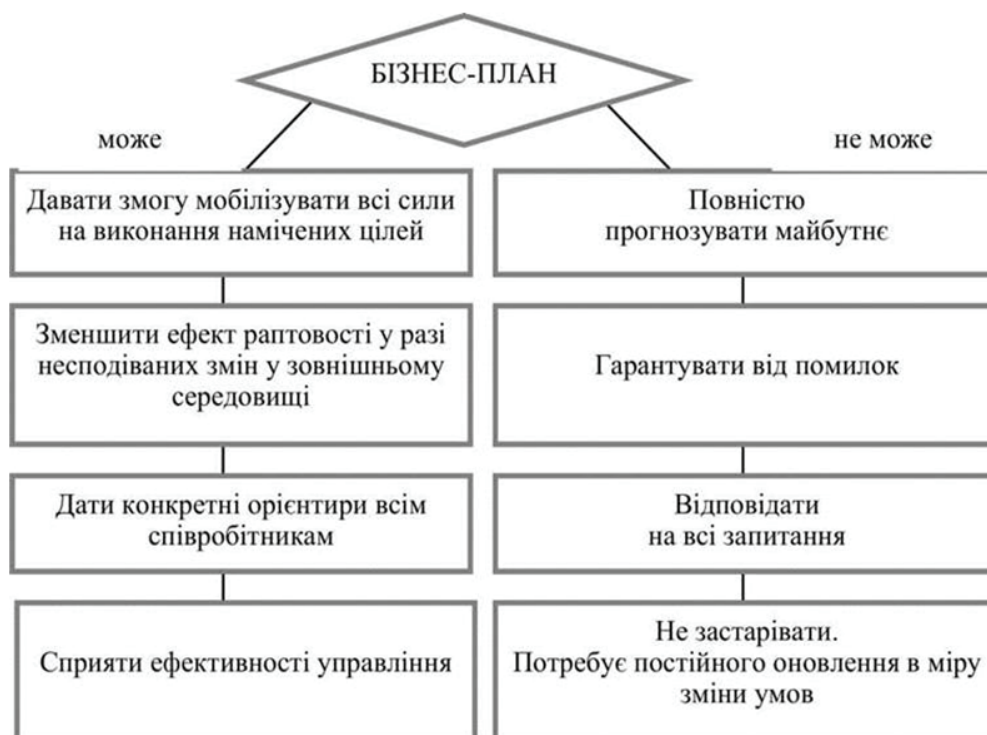 БІЗНЕС-ПЛАН
може
не може
Давати змогу мобілізувати всі сили
на виконання намічених цілей
Зменшити ефект раптовості у разі
несподіваних змін у зовнішньому
середовищі
Дати конкретні орієнтири всім
співробітникам
Сприяти ефективності управління
Повністю
прогнозувати майбутнє
Гарантувати від помилок
Відповідати
на всі запитання
Не застарівати.
Потребує постійного оновлення в міру
зміни умов